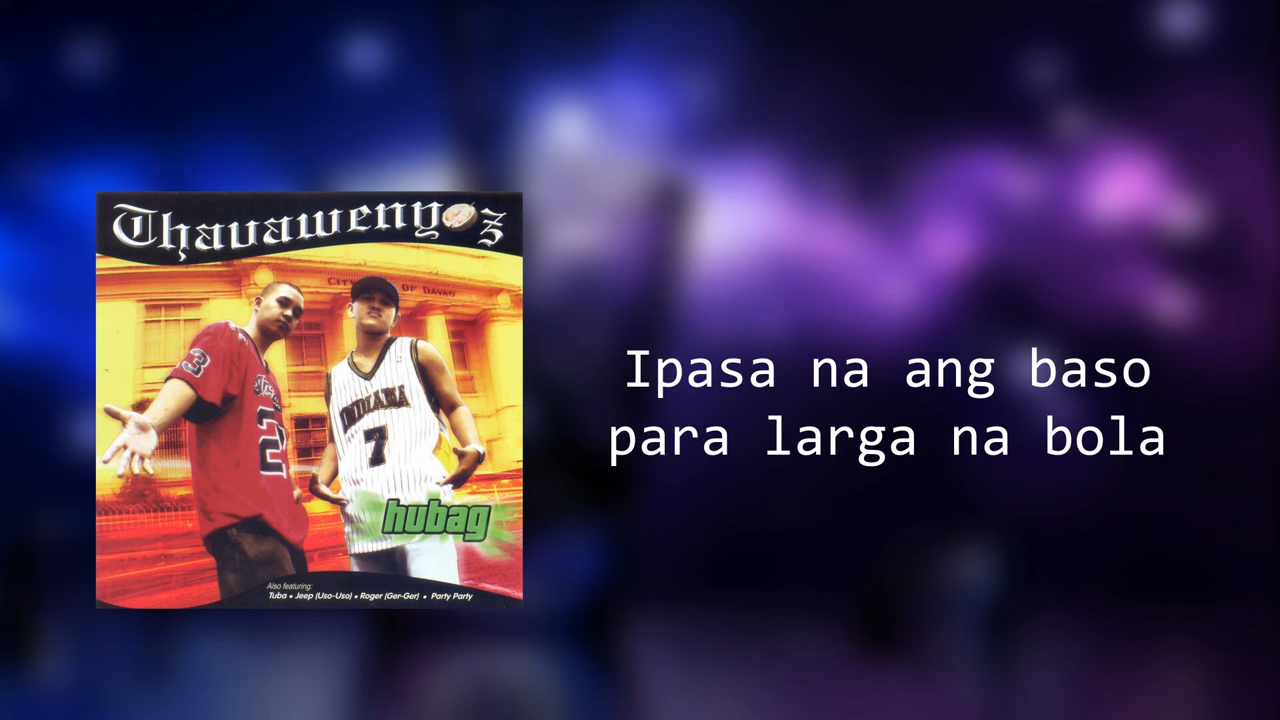 Thavawenyoz
CITY OF DAVAO
3
2
INDIANA
7
hubag
Also featuring:
Tuba • Jeep (Uso-Uso) • Roger (Ger-Ger) • Party Party
Ipasa na ang baso
para larga na bola